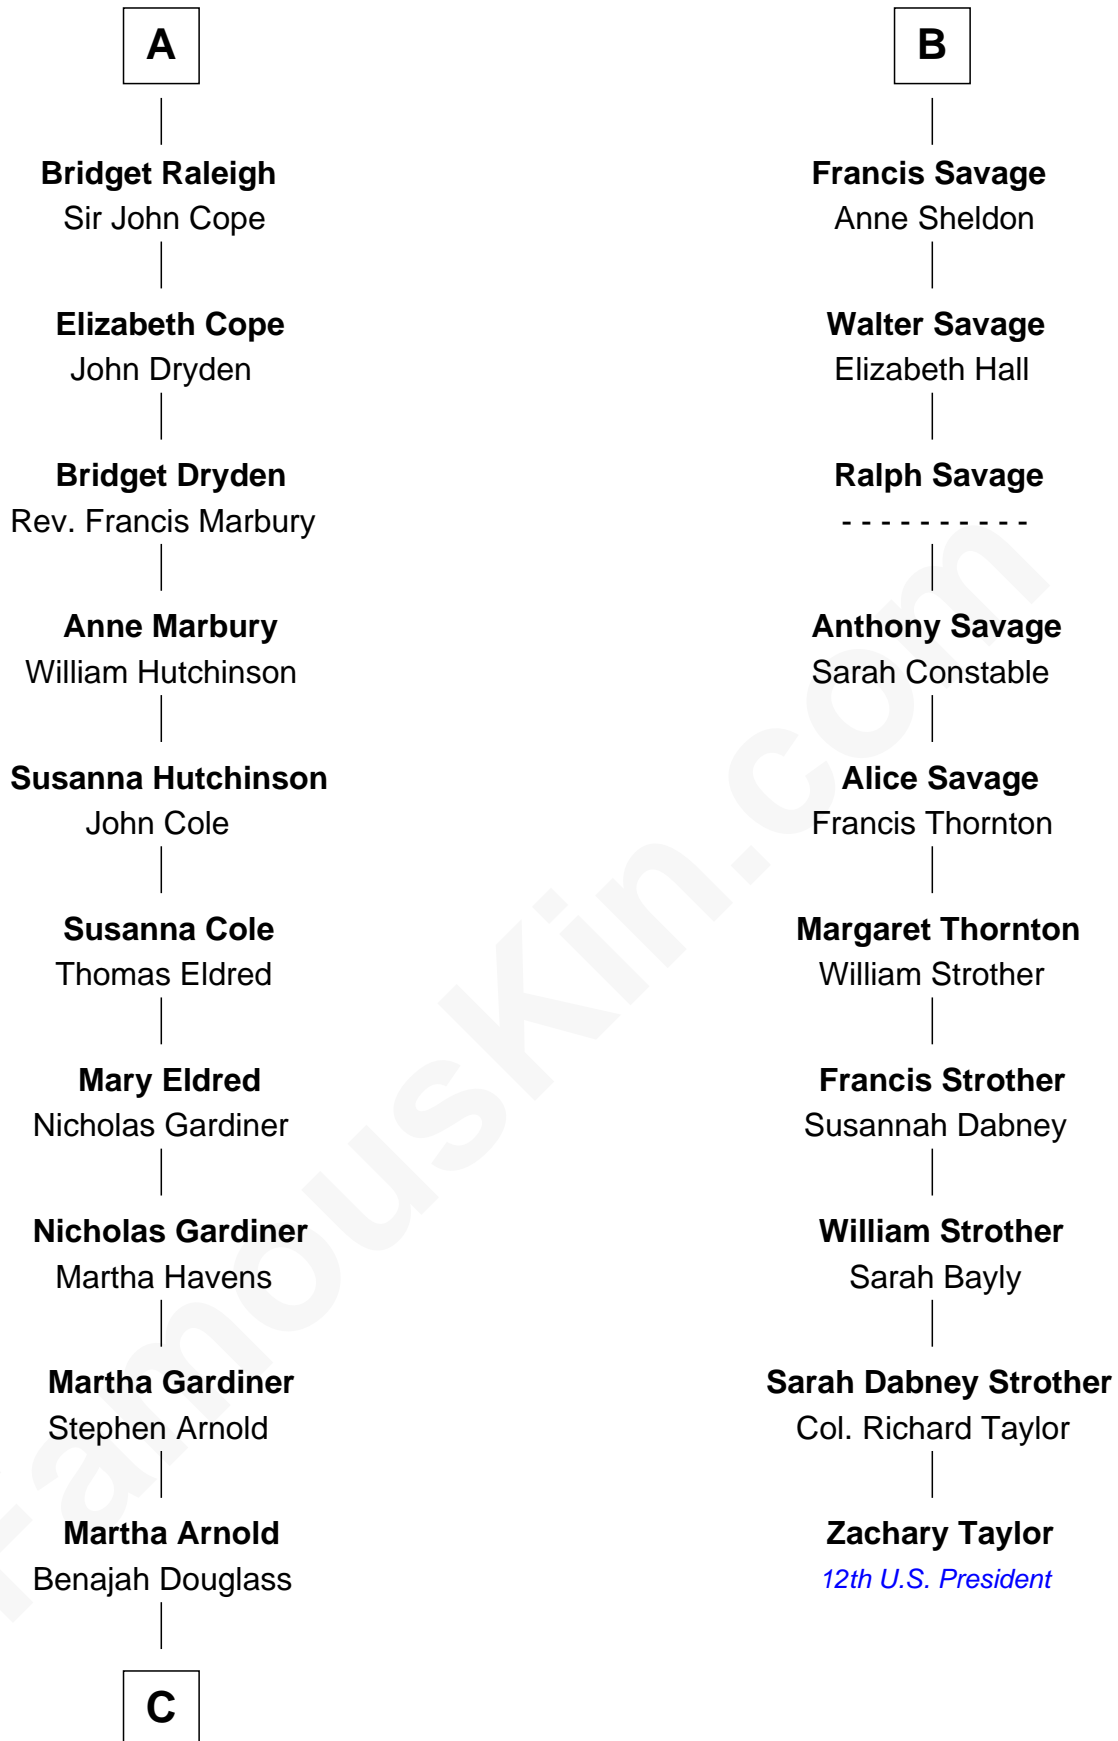 A
Bridget Raleigh
Sir John Cope
Elizabeth Cope
John Dryden
Bridget Dryden
Rev. Francis Marbury
Anne Marbury
William Hutchinson
Susanna Hutchinson
John Cole
Susanna Cole
Thomas Eldred
Mary Eldred
Nicholas Gardiner
Nicholas Gardiner
Martha Havens
Martha Gardiner
Stephen Arnold
Martha Arnold
Benajah Douglass
C
B
Francis Savage
Anne Sheldon
Walter Savage
Elizabeth Hall
Ralph Savage
- - - - - - - - - -
Anthony Savage
Sarah Constable
Alice Savage
Francis Thornton
Margaret Thornton
William Strother
Francis Strother
Susannah Dabney
William Strother
Sarah Bayly
Sarah Dabney Strother
Col. Richard Taylor
Zachary Taylor
12th U.S. President
FamousKin.com